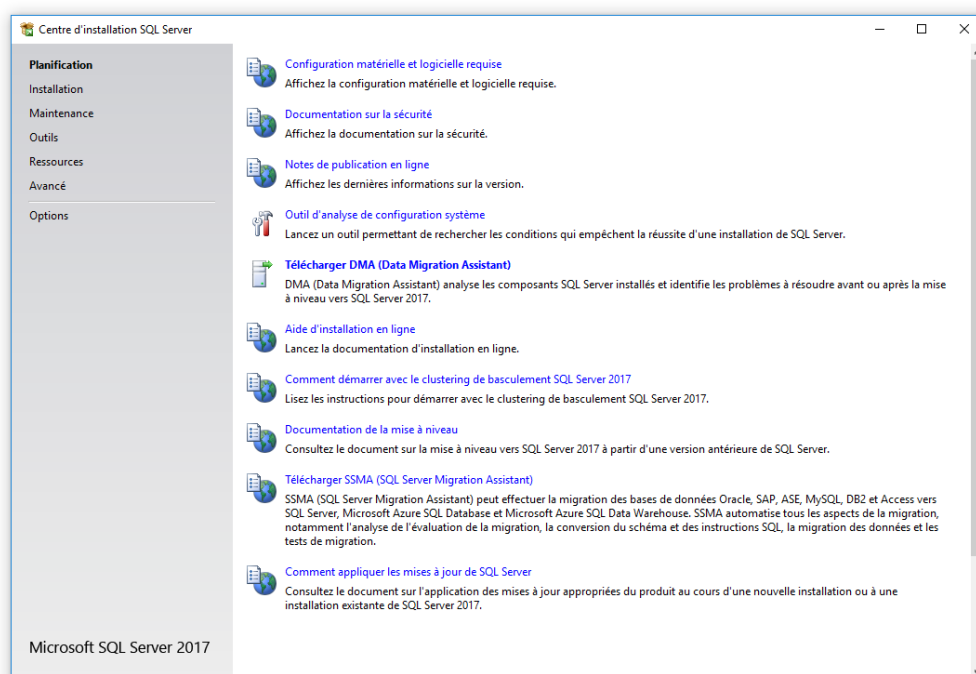 Centre d'installation SQL Server
Planification
Installation
Maintenance
Outils
Ressources
Avancé
Options
Microsoft SQL Server 2017
Configuration matérielle et logicielle requise
Affichez la configuration matérielle et logicielle requise.
Documentation sur la sécurité
Affichez la documentation sur la sécurité.
Notes de publication en ligne
Affichez les dernières informations sur la version.
Outil d'analyse de configuration système
Lancez un outil permettant de rechercher les conditions qui empêchent la réussite d'une installation de SQL Server.
Télécharger DMA (Data Migration Assistant)
DMA (Data Migration Assistant) analyse les composants SQL Server installés et identifie les problèmes à résoudre avant ou après la mise
à niveau vers SQL Server 2017.
Aide d'installation en ligne
Lancez la documentation d'installation en ligne.
Comment démarrer avec le clustering de basculement SQL Server 2017
Lisez les instructions pour démarrer avec le clustering de basculement SQL Server 2017.
Documentation de la mise à niveau
Consultez le document sur la mise à niveau vers SQL Server 2017 à partir d'une version antérieure de SQL Server.
Télécharger SSMA (SQL Server Migration Assistant)
SSMA (SQL Server Migration Assistant) peut effectuer la migration des bases de données Oracle, SAP, ASE, MySQL, DB2 et Access vers
SQL Server, Microsoft Azure SQL Database et Microsoft Azure SQL Data Warehouse. SSMA automatise tous les aspects de la migration,
notamment l'analyse de l'évaluation de la migration, la conversion du schéma et des instructions SQL, la migration des données et les
tests de migration.
Comment appliquer les mises à jour de SQL Server
Consultez le document sur l'application des mises à jour appropriées du produit au cours d'une nouvelle installation ou à une
installation existante de SQL Server 2017.